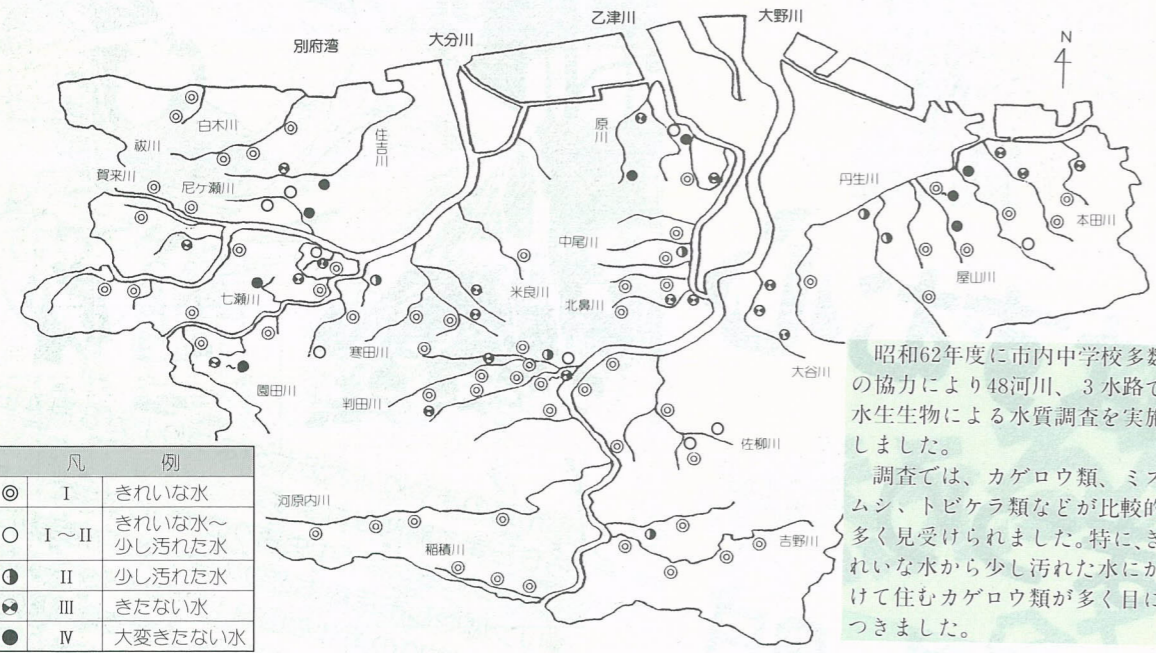 乙津川
大野川
別府湾
大分川
N
原川
白木川
住吉川
祓川
賀来川
尼ヶ瀬川
丹生川
本田川
中尾川
屋山川
七瀬川
米良川
北鼻川
寒田川
大谷川
園田川
判田川
佐柳川
河原内川
稲積川
吉野川
凡 例
◎ I きれいな水
○ I～II きれいな水～
少し汚れた水
◑ II 少し汚れた水
III きたない水
● IV 大変きたない水
昭和62年度に市内中学校多数
の協力により48河川、3水路で
水生生物による水質調査を実施
しました。
調査では、カゲロウ類、ミズ
ムシ、トビケラ類などが比較的
多く見受けられました。特に、き
れいな水から少し汚れた水にか
けて住むカゲロウ類が多く目に
つきました。